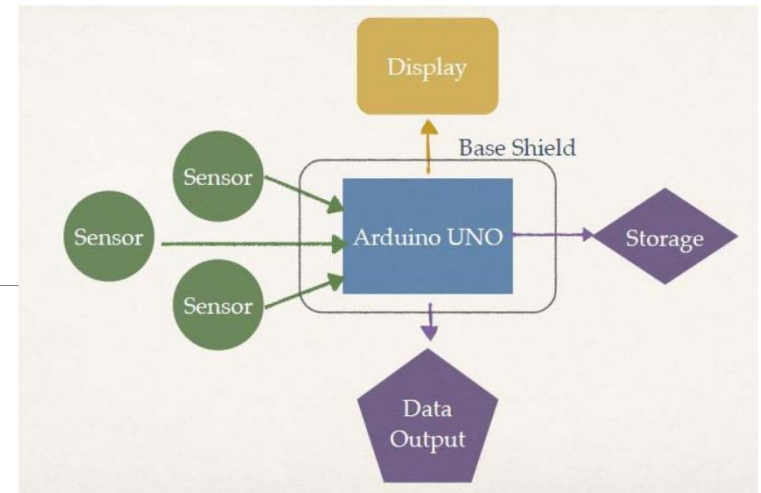 Display
Base Shield
Sensor
Sensor
Arduino UNO
Storage
Sensor
Data
Output